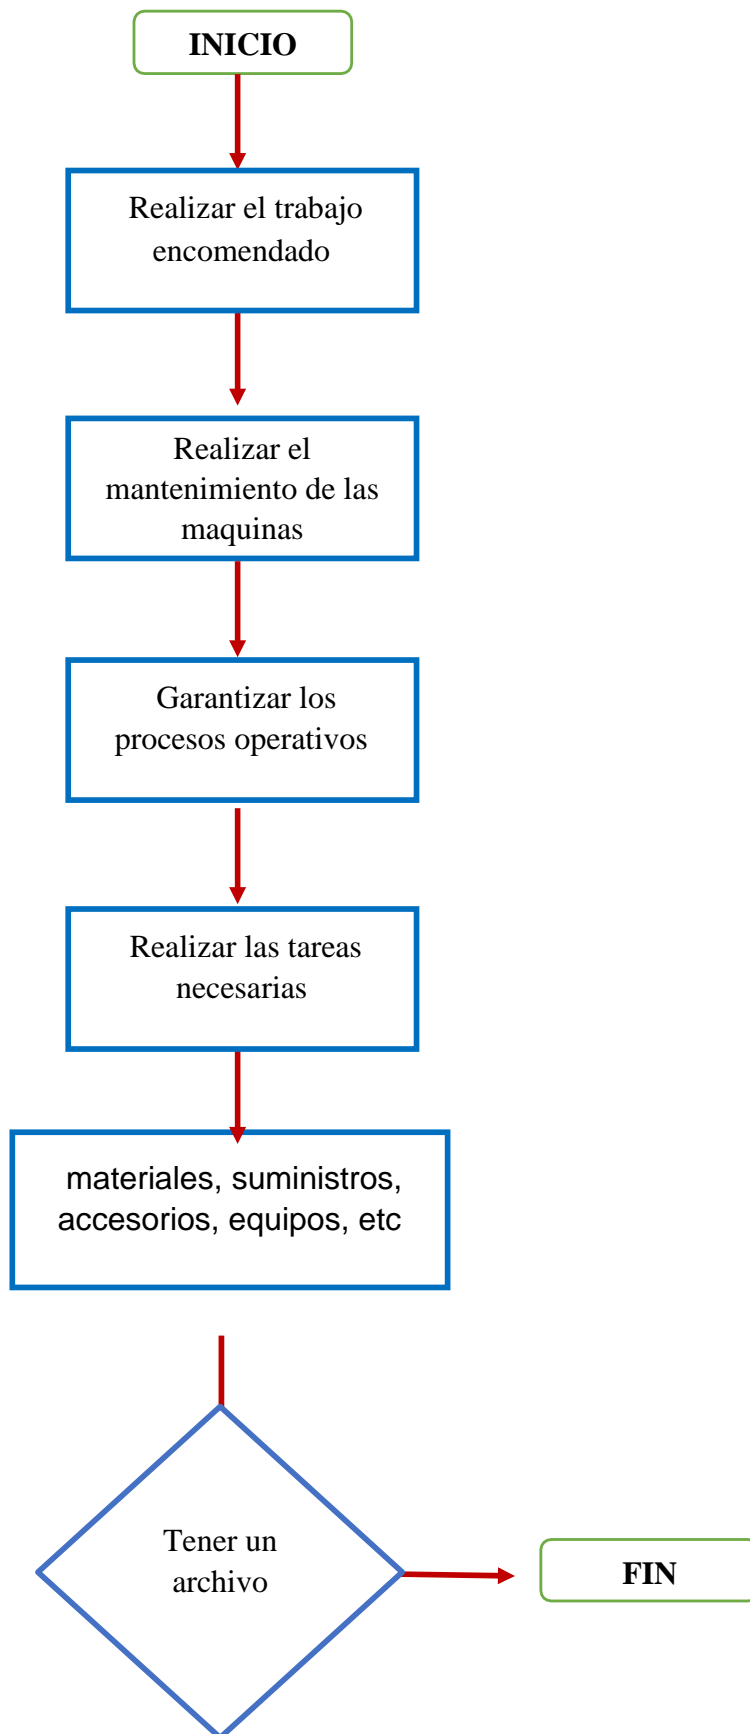 INICIO
Realizar el trabajo
encomendado
Realizar el
mantenimiento de las
maquinas
Garantizar los
procesos operativos
Realizar las tareas
necesarias
materiales, suministros,
accesorios, equipos, etc
Tener un
archivo
FIN